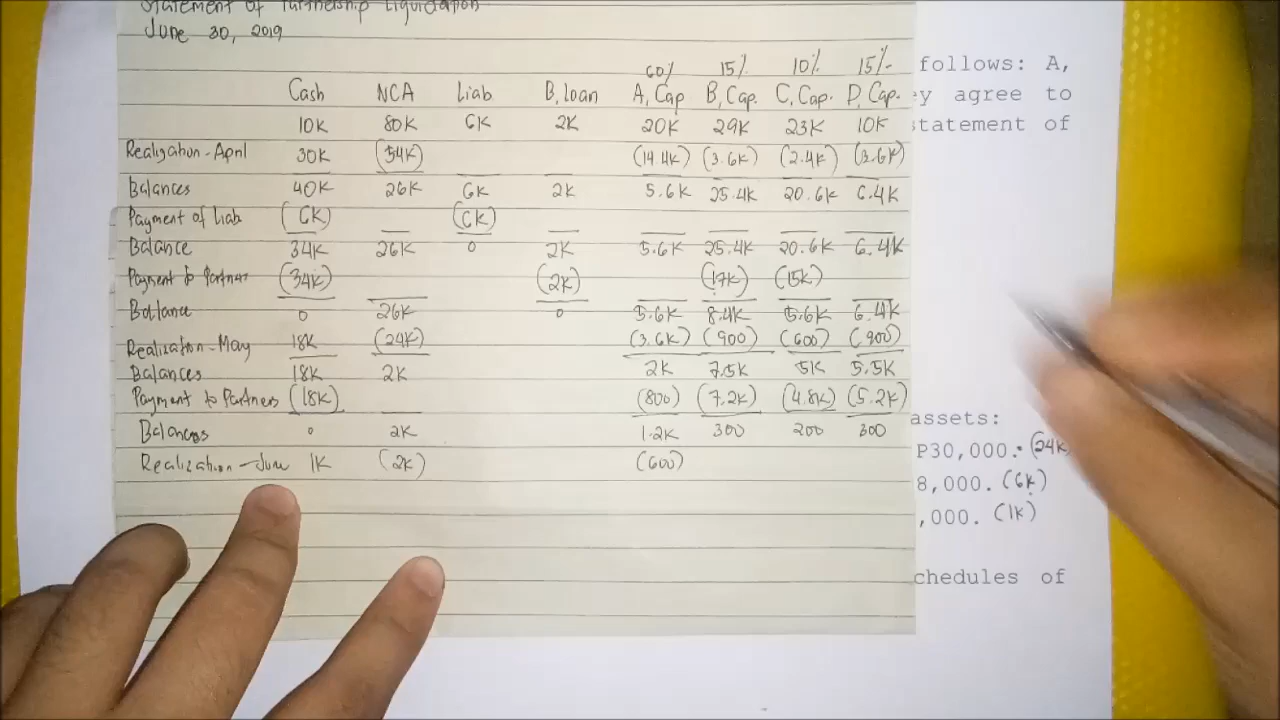 Statement of Partnership Liquidation
June 30, 2019
60% 15% 10% 15%
Cash NCA Liab B, Loan A, Cap B, Cap. C, Cap. D, Cap.
10K 80K 6K 2K 20K 29K 23K 10K
Realization - April 30K (54K) (14.4K) (3.6K) (2.4K) (3.6K)
Balances 40K 26K 6K 2K 5.6K 25.4K 20.6K 6.4K
Payment of Liab (6K) (6K)
Balance 34K 26K 0 2K 5.6K 25.4K 20.6K 6.4K
Payment to Partner (34K) (2K) (17K) (15K)
Balance 0 26K 0 5.6K 8.4K 5.6K 6.4K
Realization - May 18K (24K) (3.6K) (900) (600) (900)
Balances 18K 2K 2K 7.5K 5K 5.5K
Payment to Partners (18K) (800) (7.2K) (4.8K) (5.2K)
Balances 0 2K 1.2K 300 200 300
Realization - June 1K (2K) (600)
follows: A,
y agree to
statement of
assets:
P30,000. (24K)
8,000. (6K)
,000. (1K)
chedules of